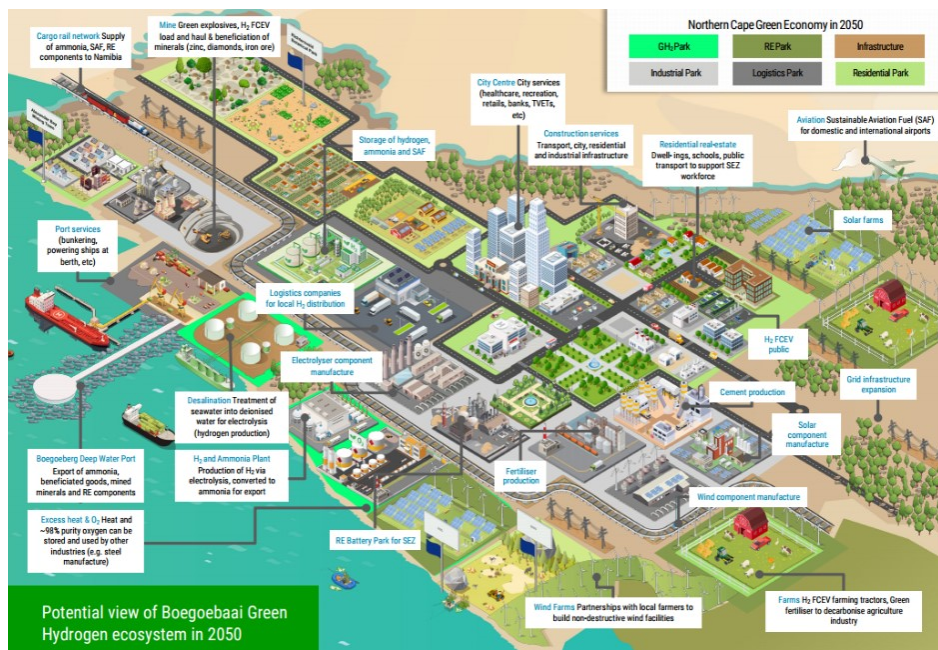 Northern Cape Green Economy in 2050
GH₂ Park
RE Park
Infrastructure
Industrial Park
Logistics Park
Residential Park
Cargo rail network Supply
of ammonia, SAF, RE
components to Namibia
Mine Green explosives, H₂ FCEV
load and haul & beneficiation of
minerals (zinc, diamonds, iron ore)
City Centre City services
(healthcare, recreation,
retails, banks, TVETs,
etc)
Construction services
Transport, city, residential
and industrial infrastructure
Residential real-estate
Dwell- ings, schools, public
transport to support SEZ
workforce
Aviation Sustainable Aviation Fuel (SAF)
for domestic and international airports
Alexander Bay
Mining Town
Storage of hydrogen,
ammonia and SAF
Solar farms
Port services
(bunkering,
powering ships at
berth, etc)
Logistics companies
for local H₂ distribution
H₂ FCEV
public
Electrolyser component
manufacture
Grid infrastructure
expansion
Desalination Treatment of
seawater into deionised
water for electrolysis
(hydrogen production)
Cement production
Solar
component
manufacture
Boegoeberg Deep Water Port
Export of ammonia,
beneficiated goods, mined
minerals and RE components
H₂ and Ammonia Plant
Production of H₂ via
electrolysis, converted to
ammonia for export
O₂
Fertiliser
production
Wind component manufacture
Excess heat & O₂ Heat and
~98% purity oxygen can be
stored and used by other
industries (e.g. steel
manufacture)
RE Battery Park for SEZ
Wind Farms Partnerships with local farmers to
build non-destructive wind facilities
Farms H₂ FCEV farming tractors, Green
fertiliser to decarbonise agriculture
industry
Potential view of Boegoebaai Green
Hydrogen ecosystem in 2050